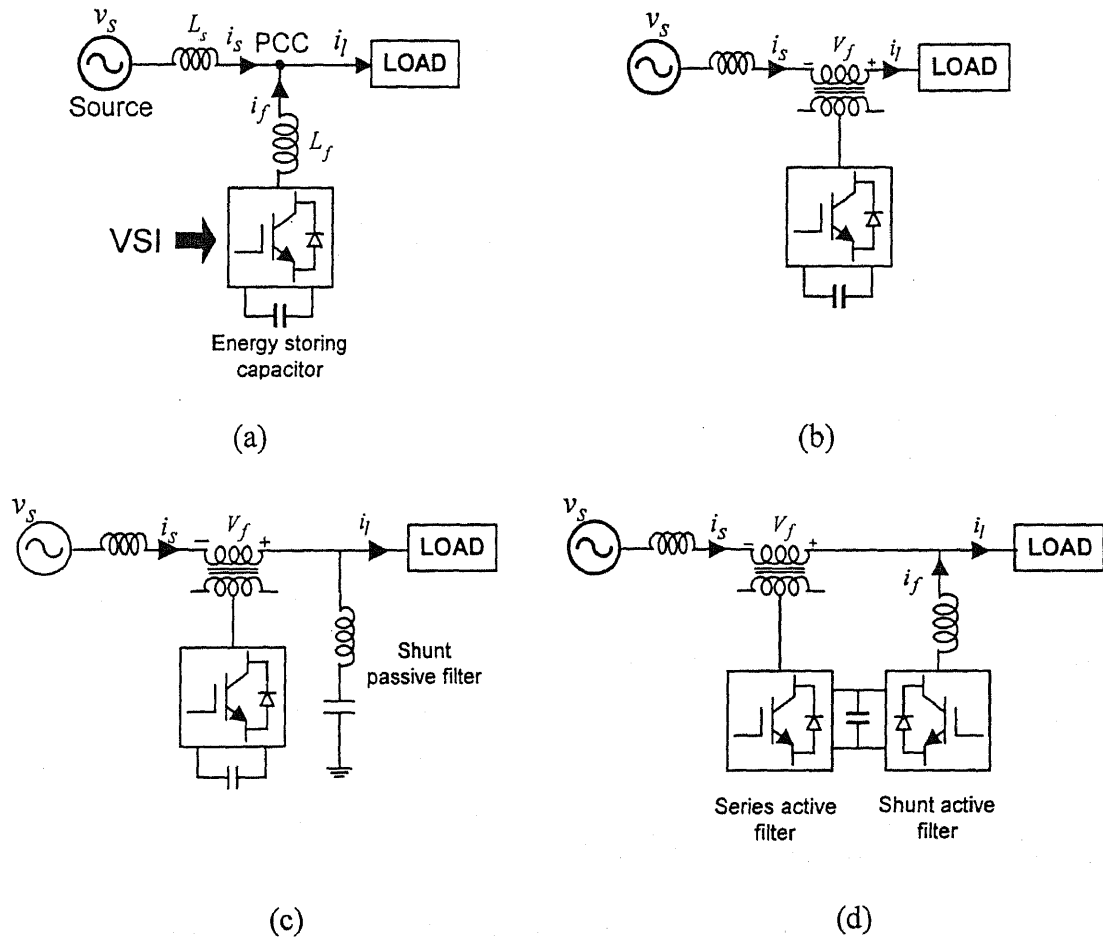 v_s
L_s
i_s
PCC
i_l
LOAD
Source
i_f
L_f
VSI
Energy storing
capacitor
(a)
v_s
i_s
-
V_f
+
i_l
LOAD
(b)
v_s
i_s
-
V_f
+
i_l
LOAD
Shunt
passive filter
(c)
v_s
i_s
-
V_f
+
i_l
LOAD
i_f
Series active
filter
Shunt active
filter
(d)